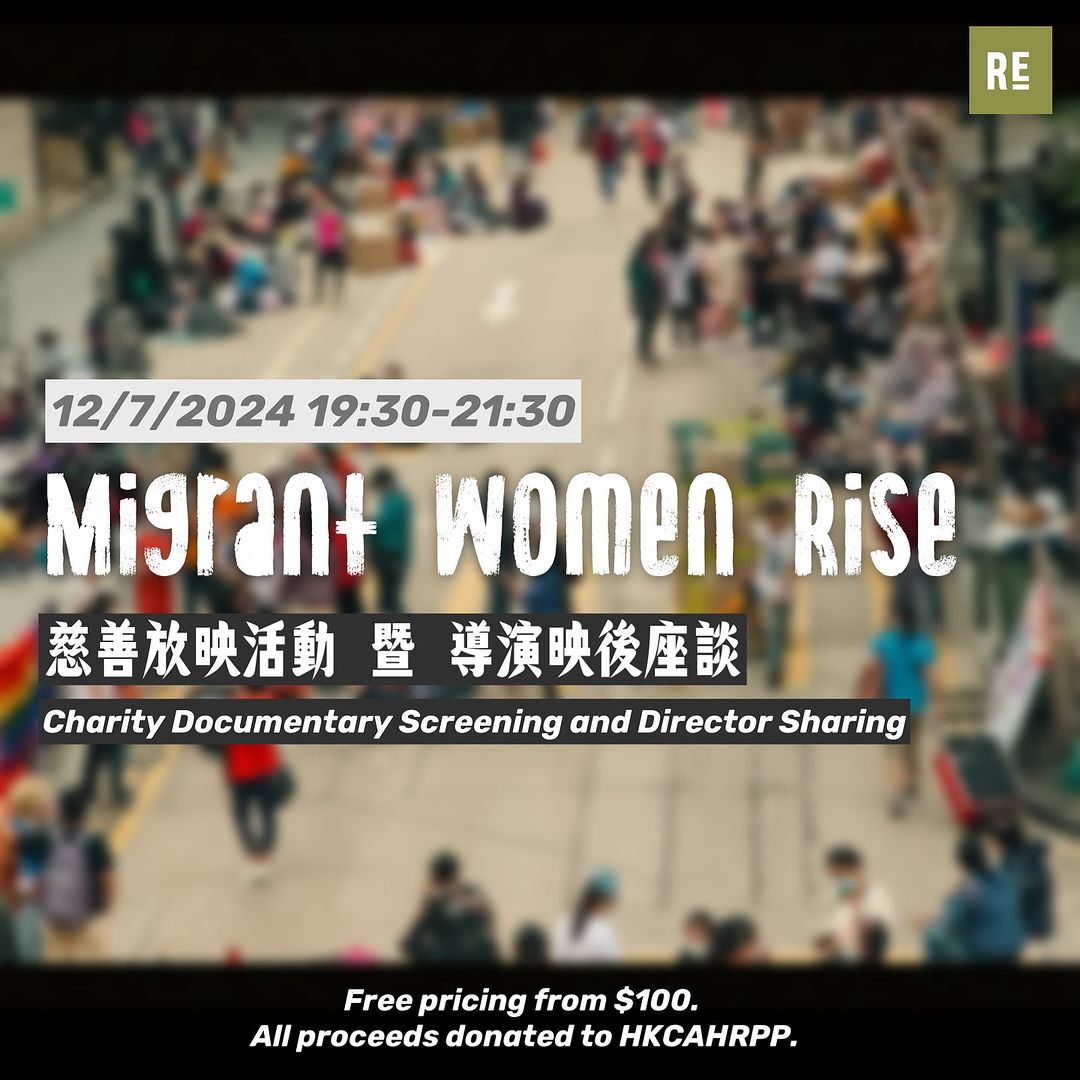 RE
12/7/2024 19:30-21:30
Migrant Women Rise
慈善放映活動 暨 導演映後座談
Charity Documentary Screening and Director Sharing
Free pricing from $100.
All proceeds donated to HKCAHRPP.